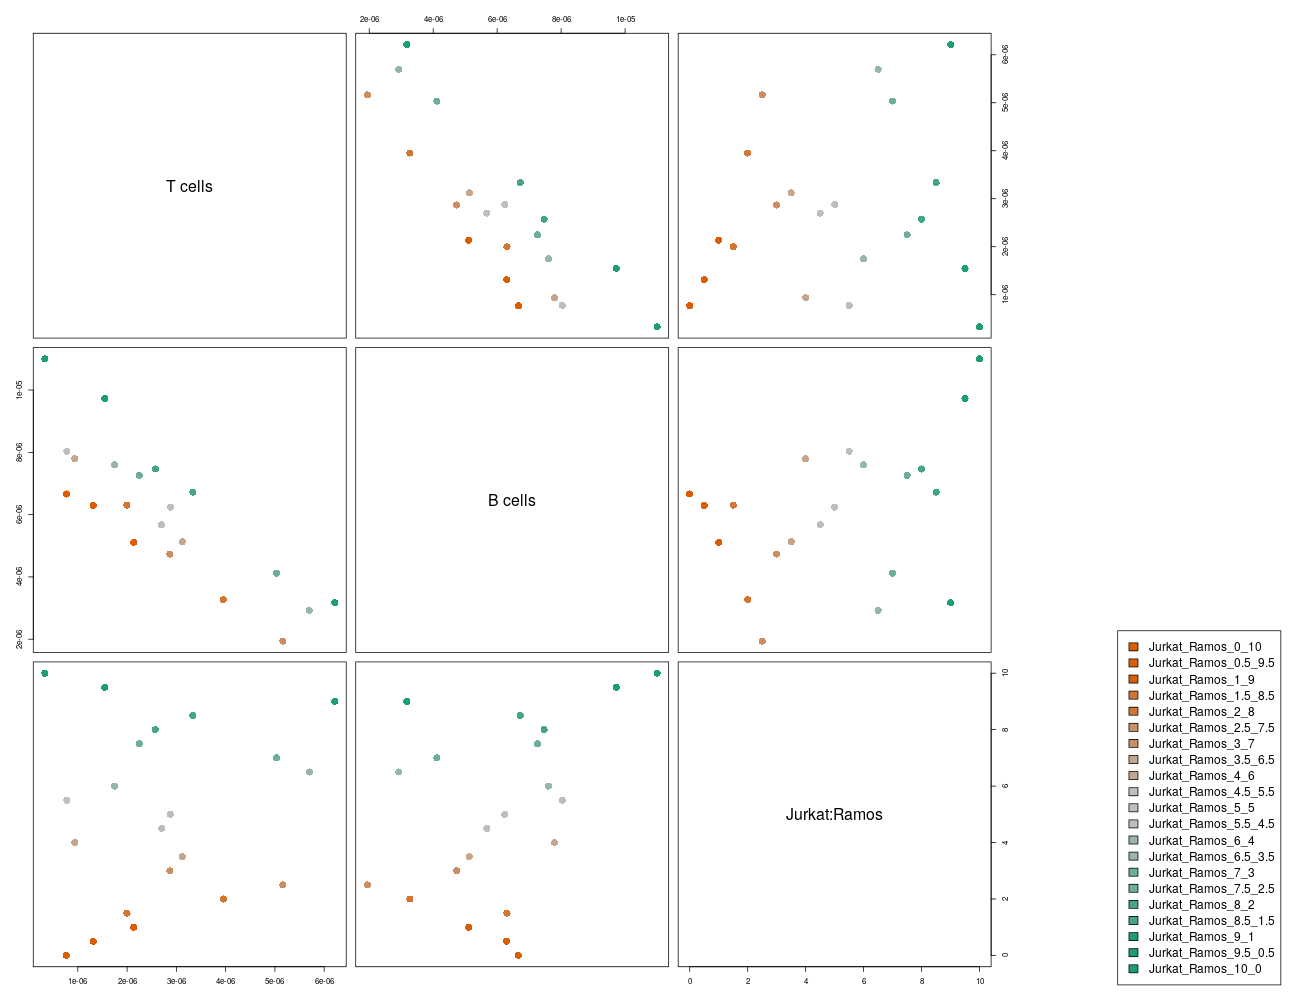 2e-06 4e-06 6e-06 8e-06 1e-05
T cells
1e-06 2e-06 3e-06 4e-06 5e-06 6e-06
2e-06 4e-06 6e-06 8e-06 1e-05
B cells
Jurkat:Ramos
0 2 4 6 8 10
1e-06 2e-06 3e-06 4e-06 5e-06 6e-06
0 2 4 6 8 10
Jurkat_Ramos_0_10
Jurkat_Ramos_0.5_9.5
Jurkat_Ramos_1_9
Jurkat_Ramos_1.5_8.5
Jurkat_Ramos_2_8
Jurkat_Ramos_2.5_7.5
Jurkat_Ramos_3_7
Jurkat_Ramos_3.5_6.5
Jurkat_Ramos_4_6
Jurkat_Ramos_4.5_5.5
Jurkat_Ramos_5_5
Jurkat_Ramos_5.5_4.5
Jurkat_Ramos_6_4
Jurkat_Ramos_6.5_3.5
Jurkat_Ramos_7_3
Jurkat_Ramos_7.5_2.5
Jurkat_Ramos_8_2
Jurkat_Ramos_8.5_1.5
Jurkat_Ramos_9_1
Jurkat_Ramos_9.5_0.5
Jurkat_Ramos_10_0